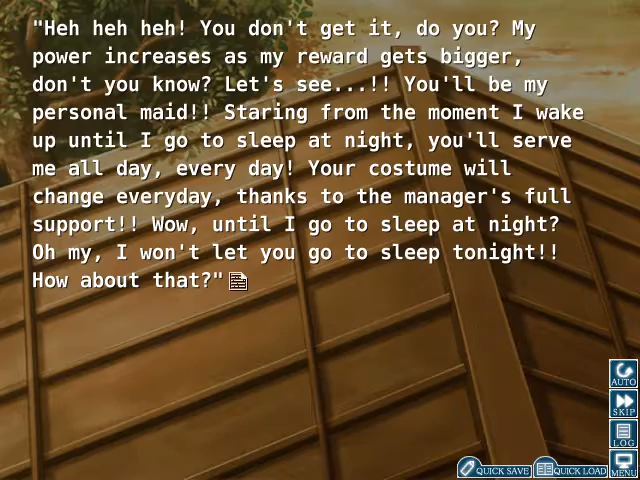 "Heh heh heh! You don't get it, do you? My
power increases as my reward gets bigger,
don't you know? Let's see...!! You'll be my
personal maid!! Staring from the moment I wake
up until I go to sleep at night, you'll serve
me all day, every day! Your costume will
change everyday, thanks to the manager's full
support!! Wow, until I go to sleep at night?
Oh my, I won't let you go to sleep tonight!!
How about that?"
AUTO
SKIP
LOG
MENU
QUICK SAVE
QUICK LOAD